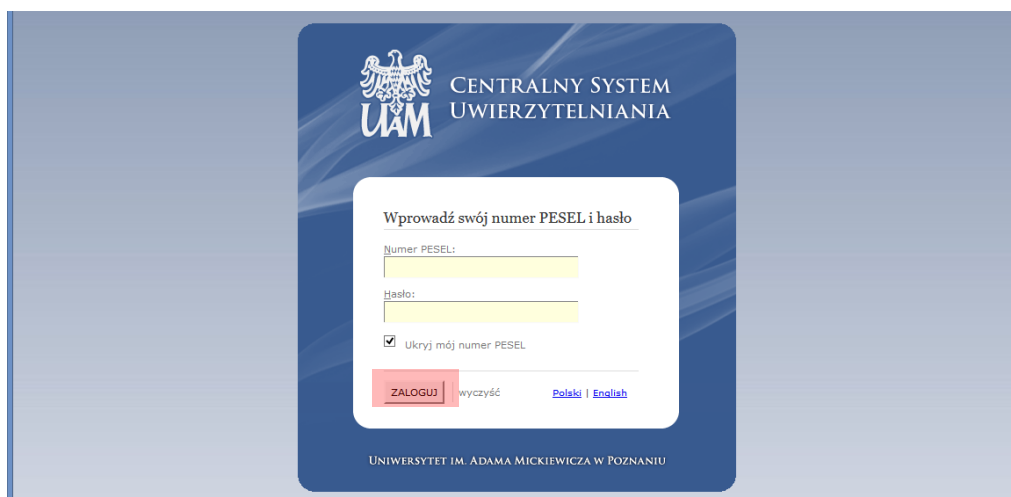 UAM
CENTRALNY SYSTEM
UWIERZYTELNIANIA
Wprowadź swój numer PESEL i hasło
Numer PESEL:
Hasło:
Ukryj mój numer PESEL
ZALOGUJ wyczyść Polski | English
UNIWERSYTET IM. ADAMA MICKIEWICZA W POZNANIU